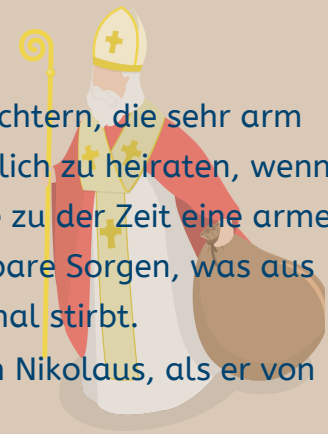 chtern, die sehr arm
lich zu heiraten, wenn
zu der Zeit eine arme
bare Sorgen, was aus
nal stirbt.
Nikolaus, als er von